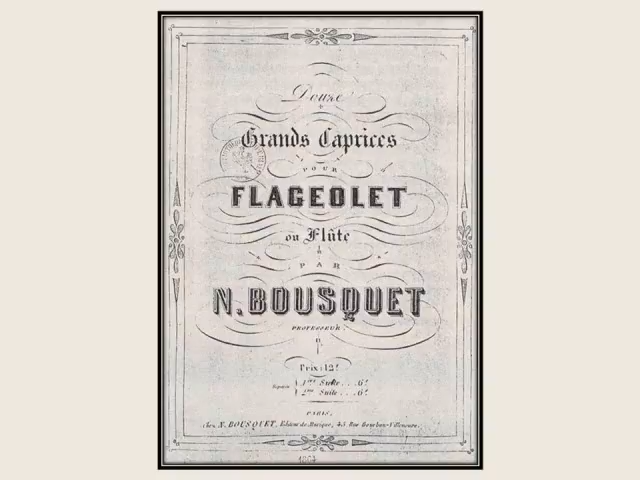 Douze
Grands Caprices
POUR
FLAGEOLET
ou Flûte
PAR
N. BOUSQUET
PROFESSEUR.
Prix: 12f
1re Suite . . . 6f
2me Suite . . . 6f
PARIS,
Chez N. BOUSQUET, Editeur de Musique, 45 Rue Bourbon-Villeneuve.